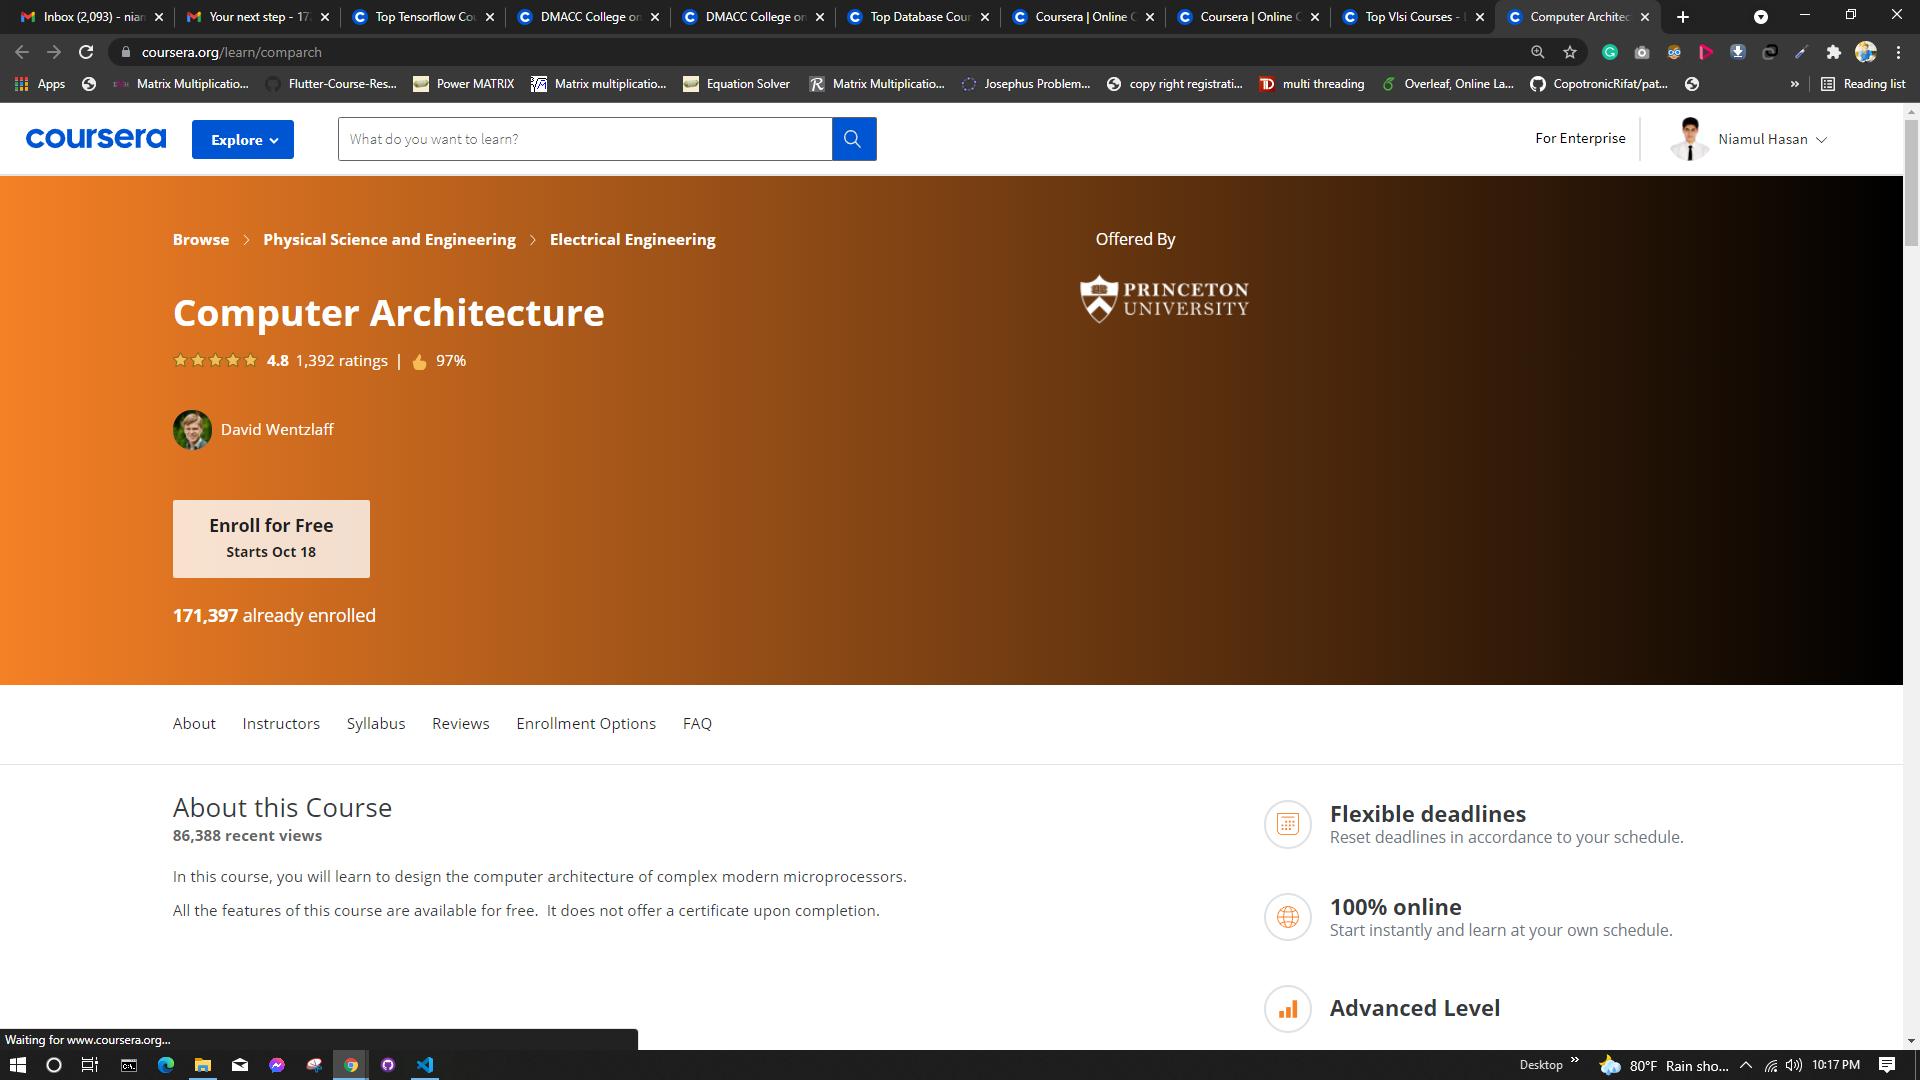 Inbox (2,093) - niam
Your next step - 17
Top Tensorflow Cou
DMACC College on
DMACC College on
Top Database Cour
Coursera | Online C
Coursera | Online C
Top Vlsi Courses - L
Computer Architec
coursera.org/learn/comparch
Apps
Matrix Multiplicatio...
Flutter-Course-Res...
Power MATRIX
Matrix multiplicatio...
Equation Solver
Matrix Multiplicatio...
Josephus Problem...
copy right registrati...
multi threading
Overleaf, Online La...
CopotronicRifat/pat...
Reading list
coursera
Explore
What do you want to learn?
For Enterprise
Niamul Hasan
Browse > Physical Science and Engineering > Electrical Engineering
Offered By
PRINCETON
UNIVERSITY
Computer Architecture
4.8 1,392 ratings | 97%
David Wentzlaff
Enroll for Free
Starts Oct 18
171,397 already enrolled
About
Instructors
Syllabus
Reviews
Enrollment Options
FAQ
About this Course
86,388 recent views
In this course, you will learn to design the computer architecture of complex modern microprocessors.
All the features of this course are available for free. It does not offer a certificate upon completion.
Flexible deadlines
Reset deadlines in accordance to your schedule.
100% online
Start instantly and learn at your own schedule.
Advanced Level
Waiting for www.coursera.org...
Desktop
80°F Rain sho...
10:17 PM